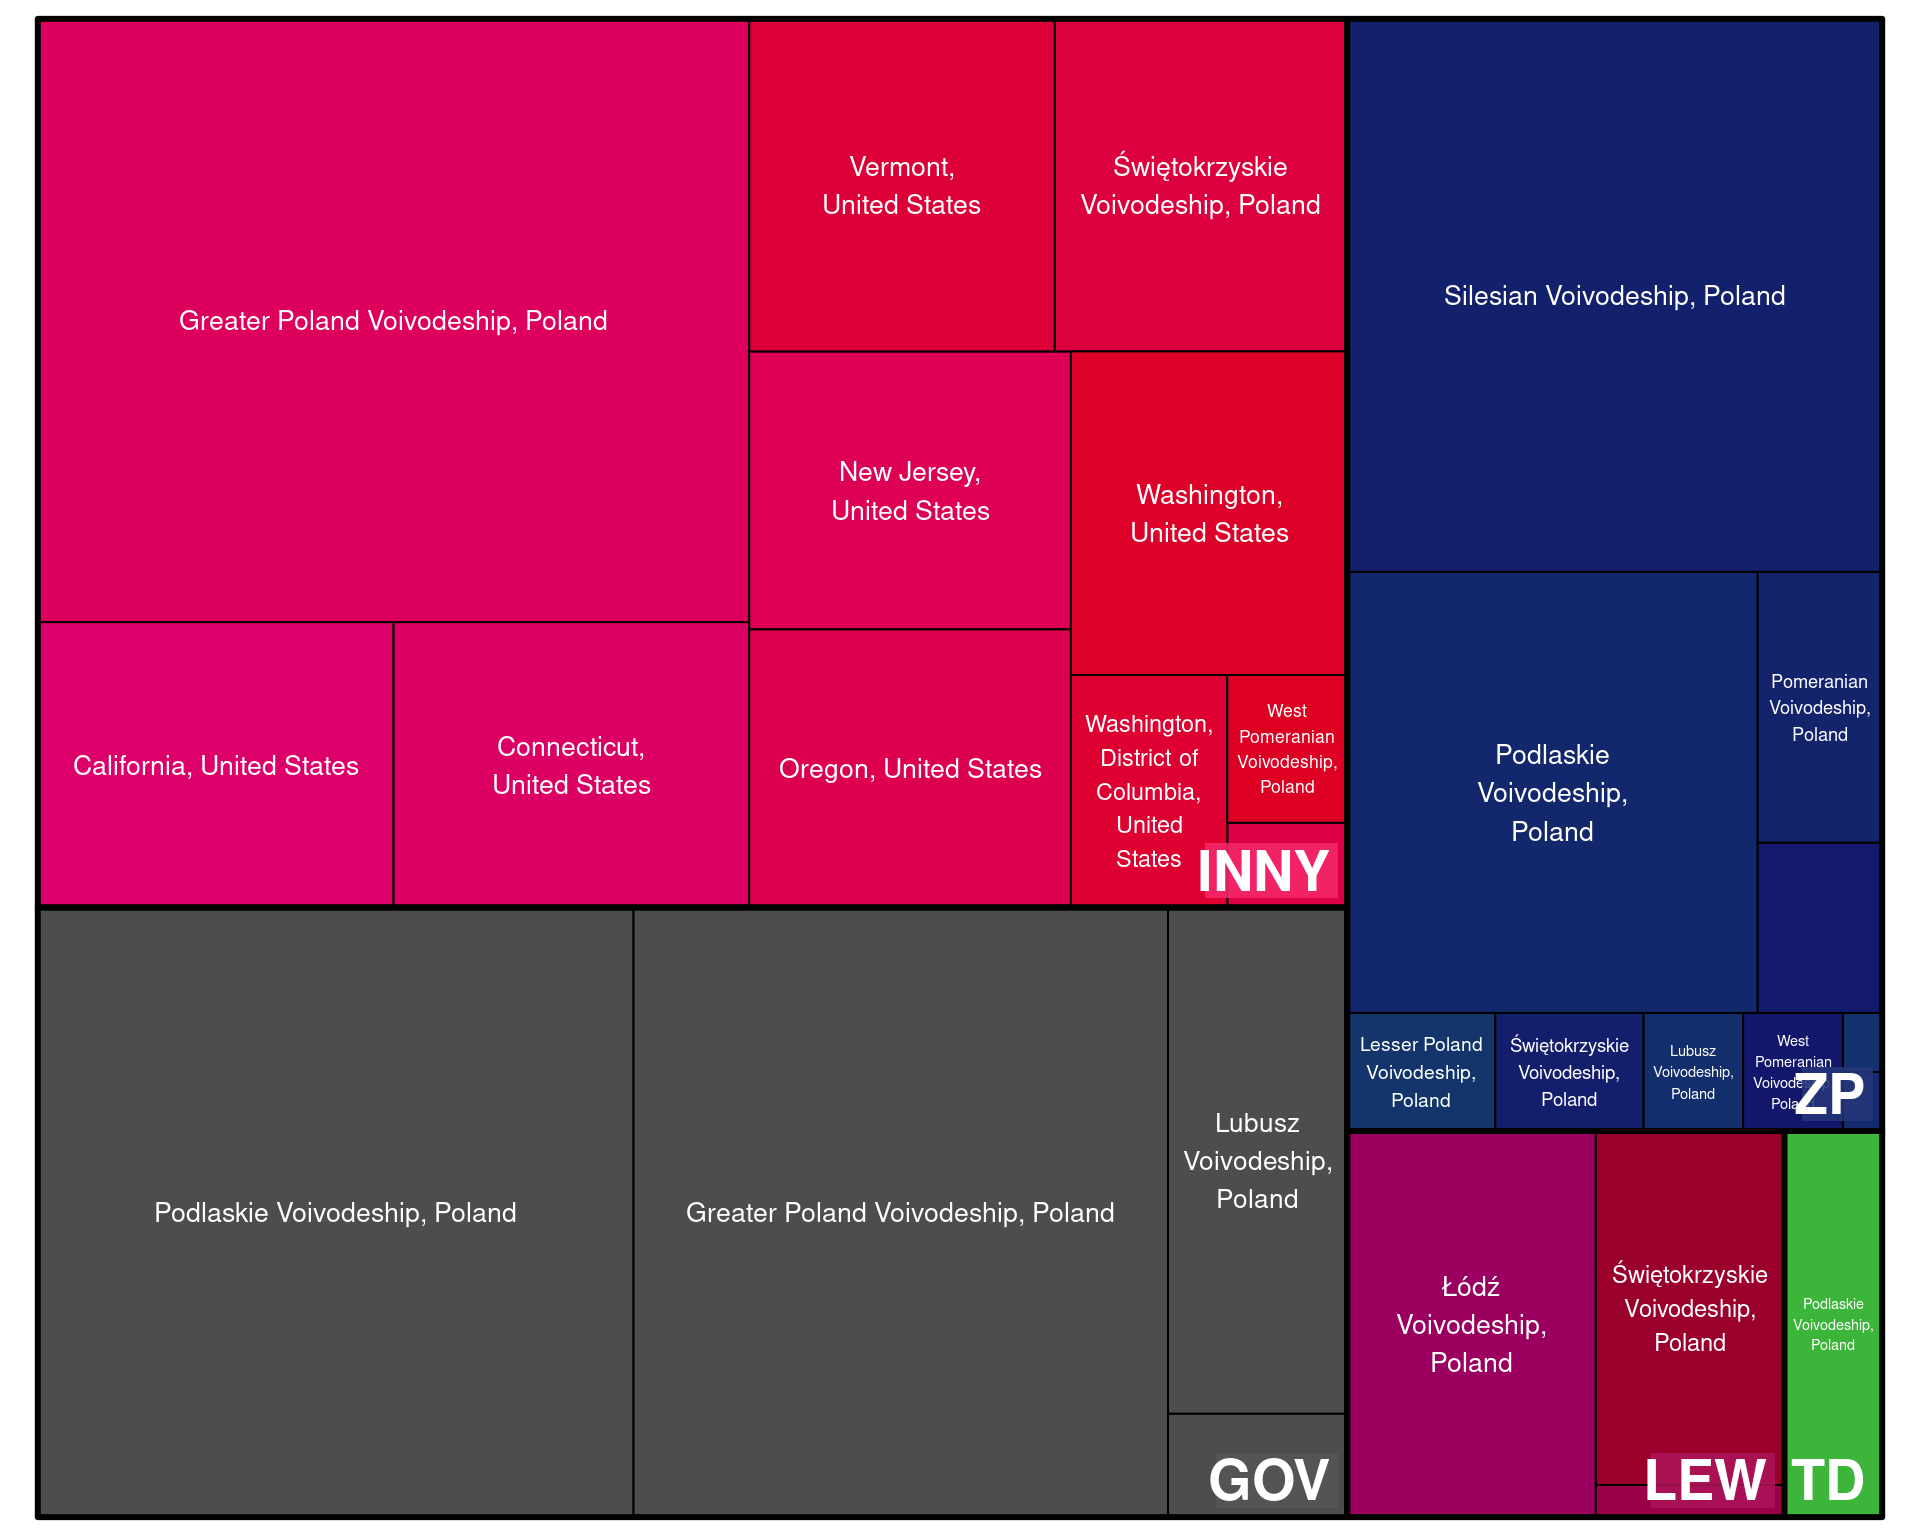 Greater Poland Voivodeship, Poland
Vermont,
United States
Świętokrzyskie
Voivodeship, Poland
New Jersey,
United States
Washington,
United States
California, United States
Connecticut,
United States
Oregon, United States
Washington,
District of
Columbia,
United
States
West
Pomeranian
Voivodeship,
Poland
INNY
Silesian Voivodeship, Poland
Podlaskie
Voivodeship,
Poland
Pomeranian
Voivodeship,
Poland
Lesser Poland
Voivodeship,
Poland
Świętokrzyskie
Voivodeship,
Poland
Lubusz
Voivodeship,
Poland
West
Pomeranian
Voivodeship,
Poland
ZP
Podlaskie Voivodeship, Poland
Greater Poland Voivodeship, Poland
Lubusz
Voivodeship,
Poland
GOV
Łódź
Voivodeship,
Poland
Świętokrzyskie
Voivodeship,
Poland
LEW
Podlaskie
Voivodeship,
Poland
TD